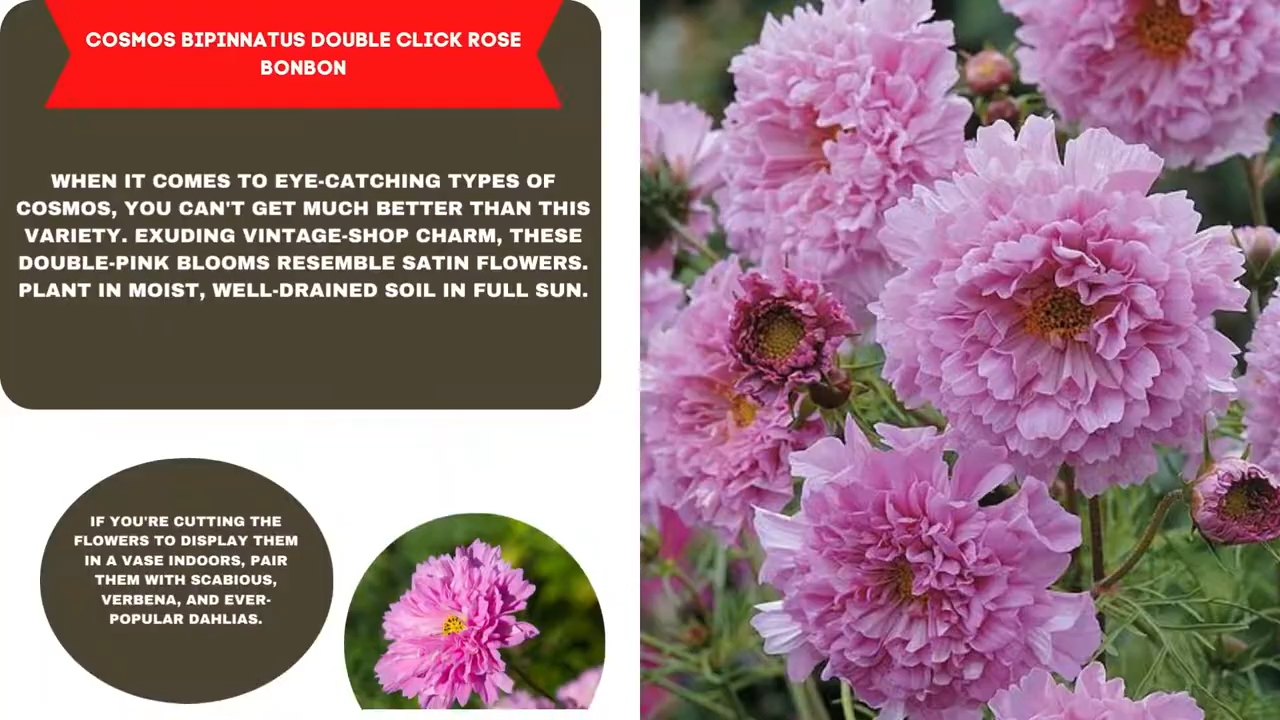 COSMOS BIPINNATUS DOUBLE CLICK ROSE
BONBON
WHEN IT COMES TO EYE-CATCHING TYPES OF
COSMOS, YOU CAN'T GET MUCH BETTER THAN THIS
VARIETY. EXUDING VINTAGE-SHOP CHARM, THESE
DOUBLE-PINK BLOOMS RESEMBLE SATIN FLOWERS.
PLANT IN MOIST, WELL-DRAINED SOIL IN FULL SUN.
IF YOU'RE CUTTING THE
FLOWERS TO DISPLAY THEM
IN A VASE INDOORS, PAIR
THEM WITH SCABIOUS,
VERBENA, AND EVER-
POPULAR DAHLIAS.